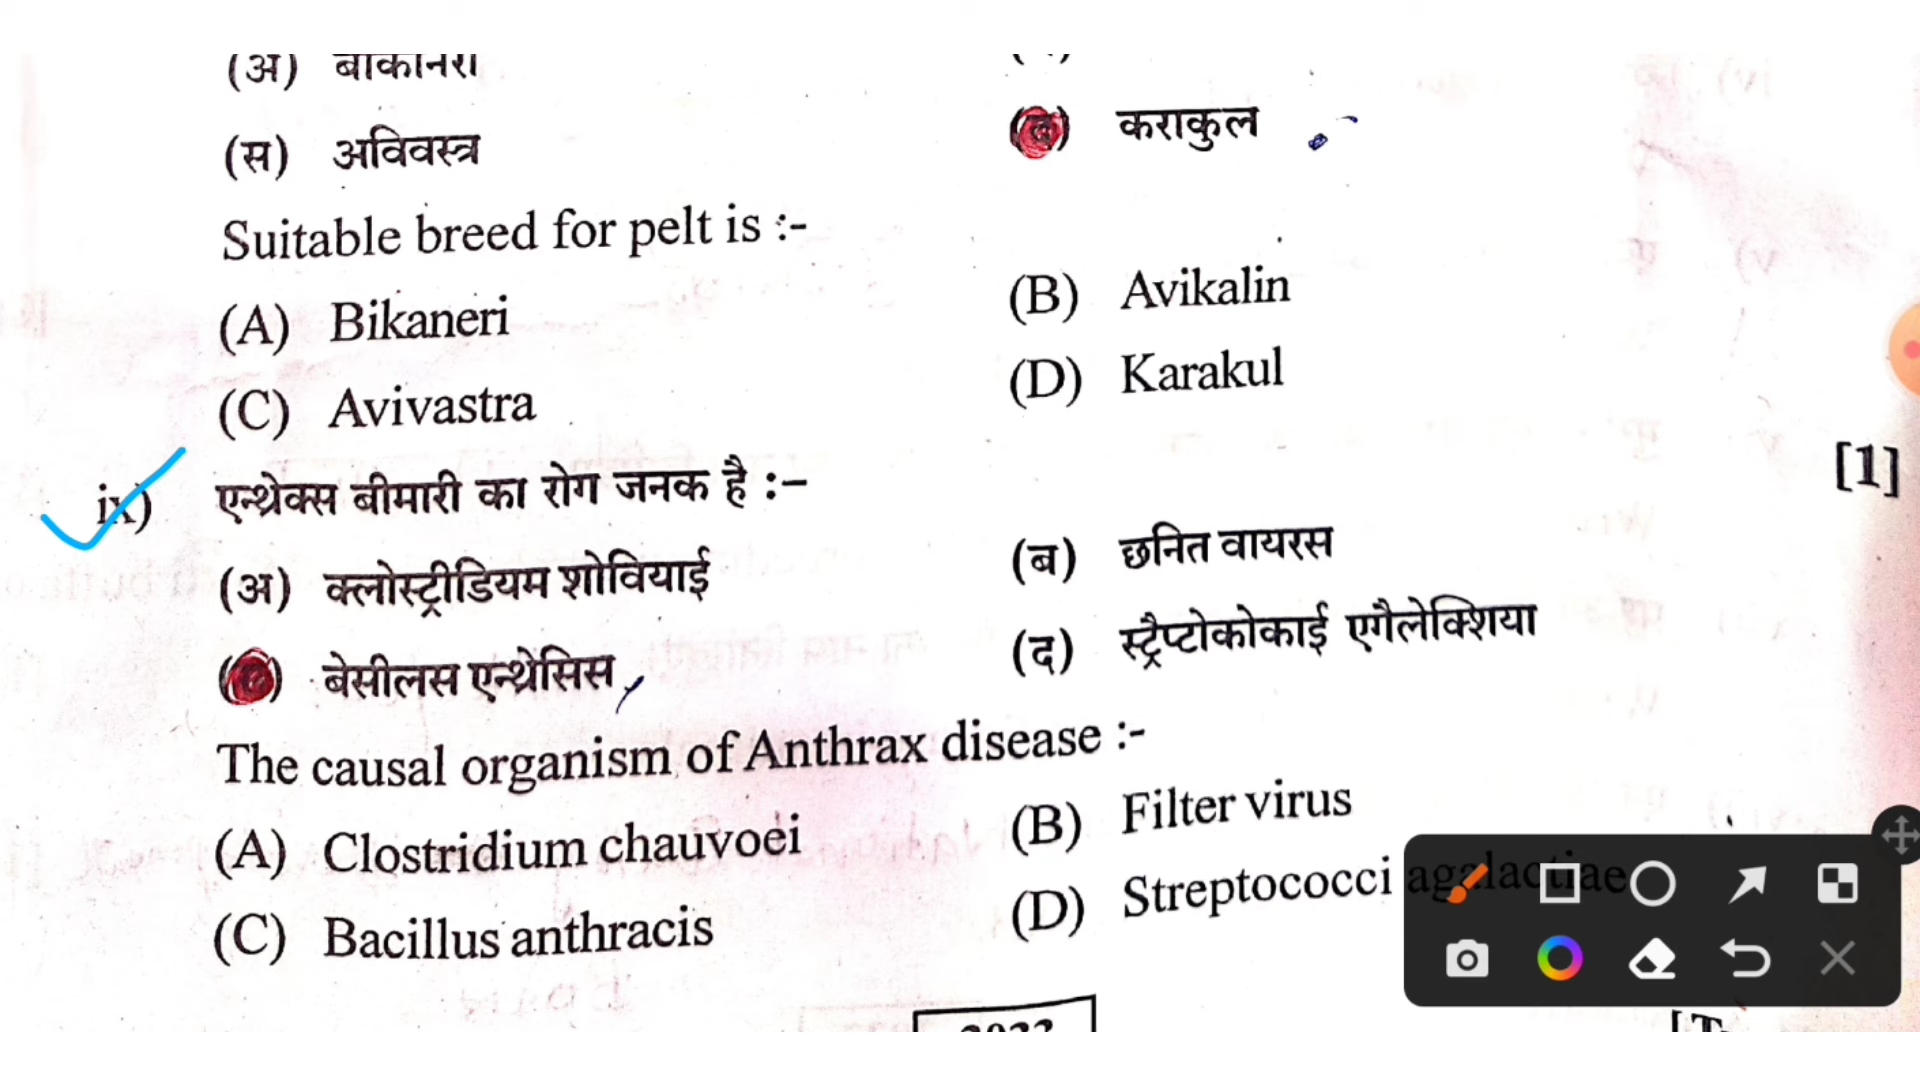 (अ) बीकानेरी
(स) अविवस्त्र
(द) कराकुल
Suitable breed for pelt is :-
(A) Bikaneri
(B) Avikalin
(C) Avivastra
(D) Karakul
ix) एन्थ्रेक्स बीमारी का रोग जनक है :–
[1]
(अ) क्लोस्ट्रीडियम शोवियाई
(ब) छनित वायरस
(स) बेसीलस एन्थ्रेसिस
(द) स्ट्रैप्टोकोकाई एगैलेक्शिया
The causal organism of Anthrax disease :-
(A) Clostridium chauvoei
(B) Filter virus
(C) Bacillus anthracis
(D) Streptococci agalactiae